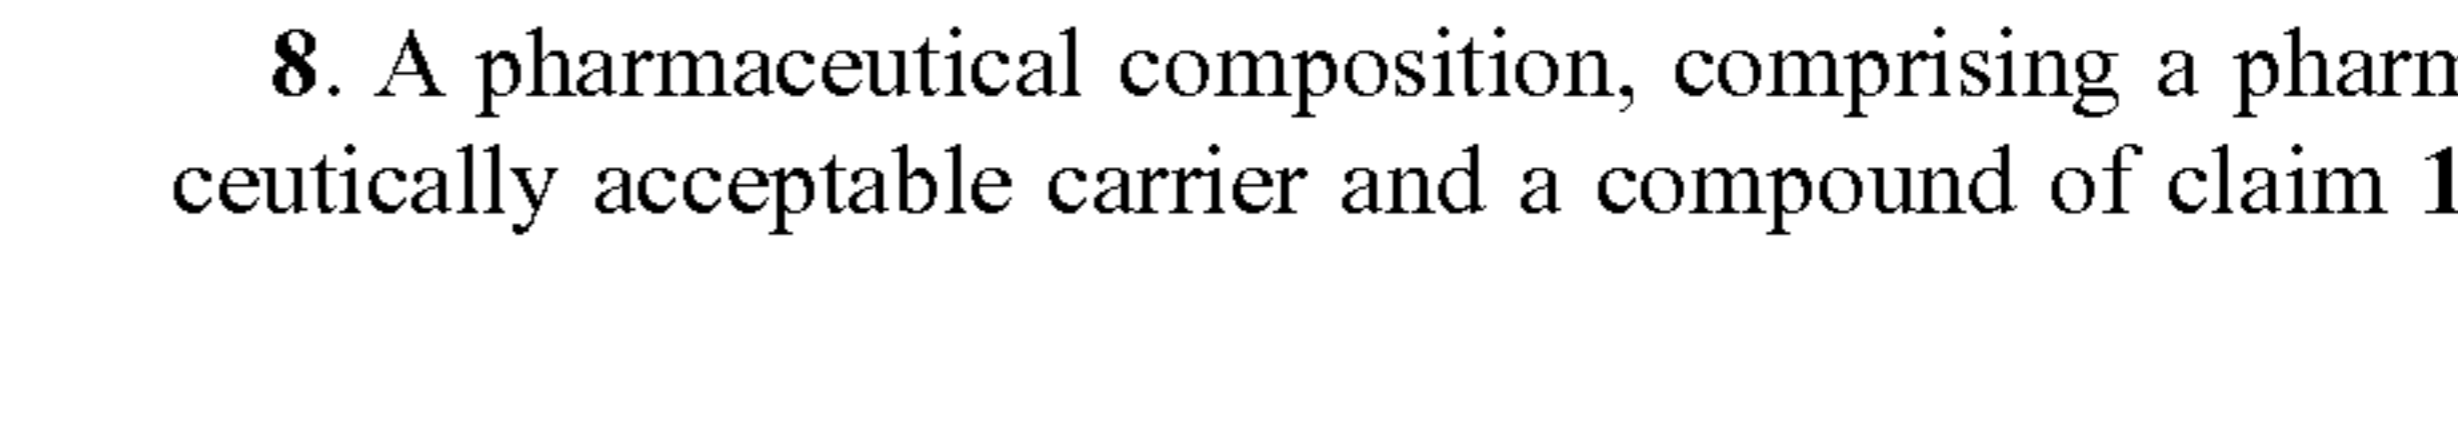 8. A pharmaceutical composition, comprising a pharm
ceutically acceptable carrier and a compound of claim 1